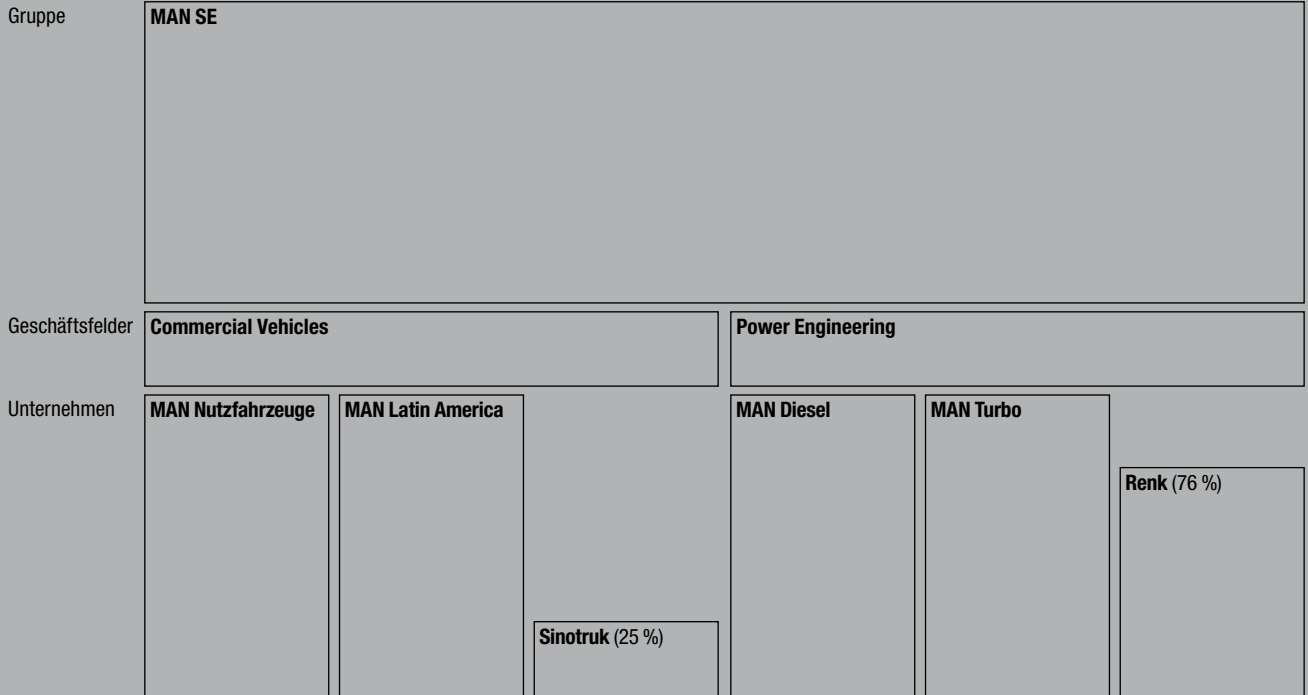 Gruppe
MAN SE
Geschäftsfelder
Commercial Vehicles
Power Engineering
Unternehmen
MAN Nutzfahrzeuge
MAN Latin America
Sinotruk (25 %)
MAN Diesel
MAN Turbo
Renk (76 %)